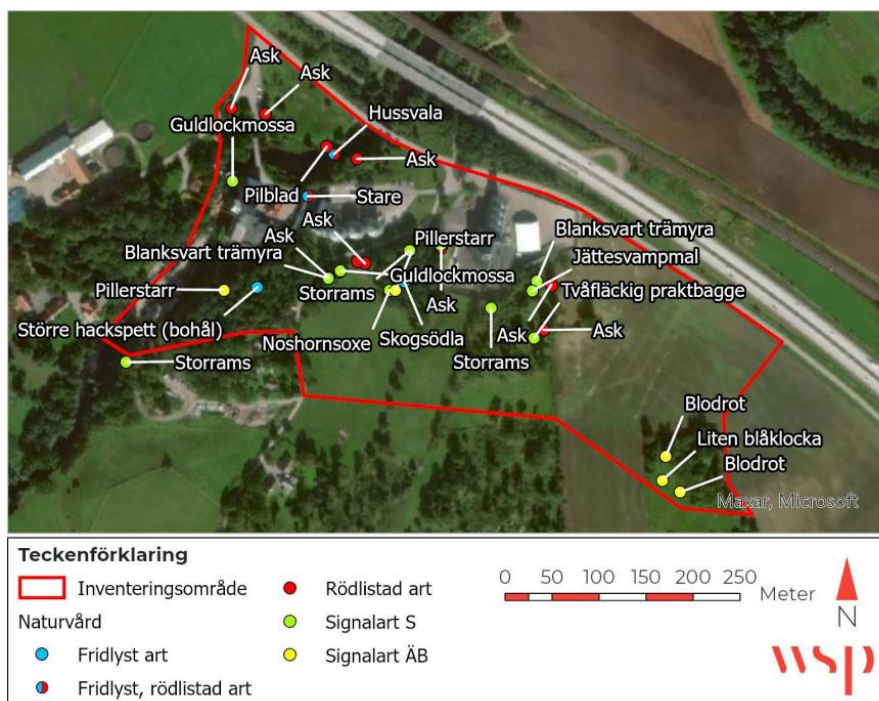 Ask
Ask
Hussvala
Guldlockmossa
Ask
Pilblad
Stare
Ask
Blanksvart trämyra
Pillerstarr
Ask
Jättesvampmal
Blanksvart trämyra
Guldlockmossa
Tvåfläckig praktbagge
Pillerstarr
Storrams
Ask
Större hackspett (bohål)
Ask
Ask
Noshornsoxe
Skogsödla
Storrams
Storrams
Blodrot
Liten blåklocka
Blodrot
Maxar, Microsoft
Teckenförklaring
Inventeringsområde
Naturvård
Fridlyst art
Fridlyst, rödlistad art
Rödlistad art
Signalart S
Signalart ÄB
0 50 100 150 200 250
Meter
N
wsp